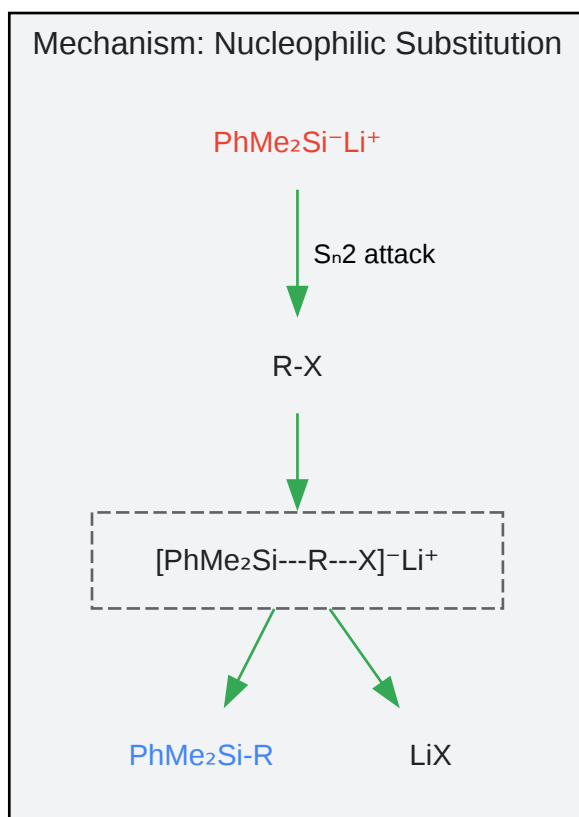 Mechanism: Nucleophilic Substitution
PhMe₂Si⁻Li⁺
Sₙ2 attack
R-X
[PhMe₂Si---R---X]⁻Li⁺
PhMe₂Si-R LiX